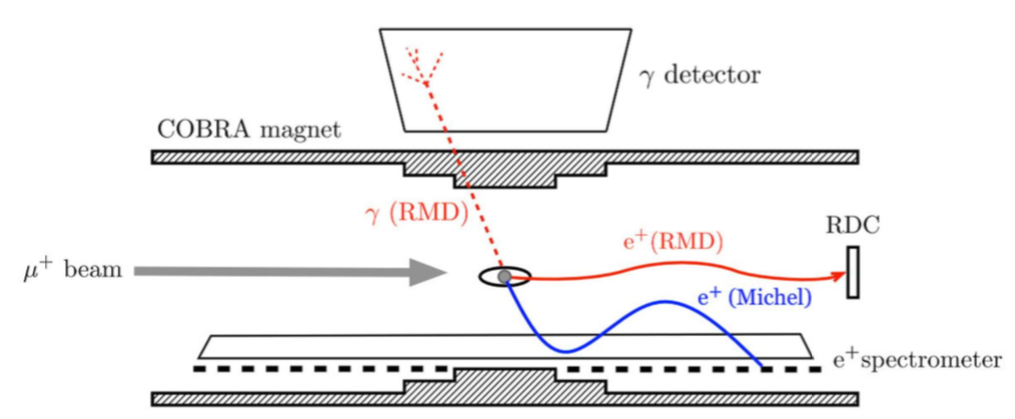 γ detector
COBRA magnet
γ (RMD)
RDC
e⁺(RMD)
μ⁺ beam
e⁺ (Michel)
e⁺spectrometer